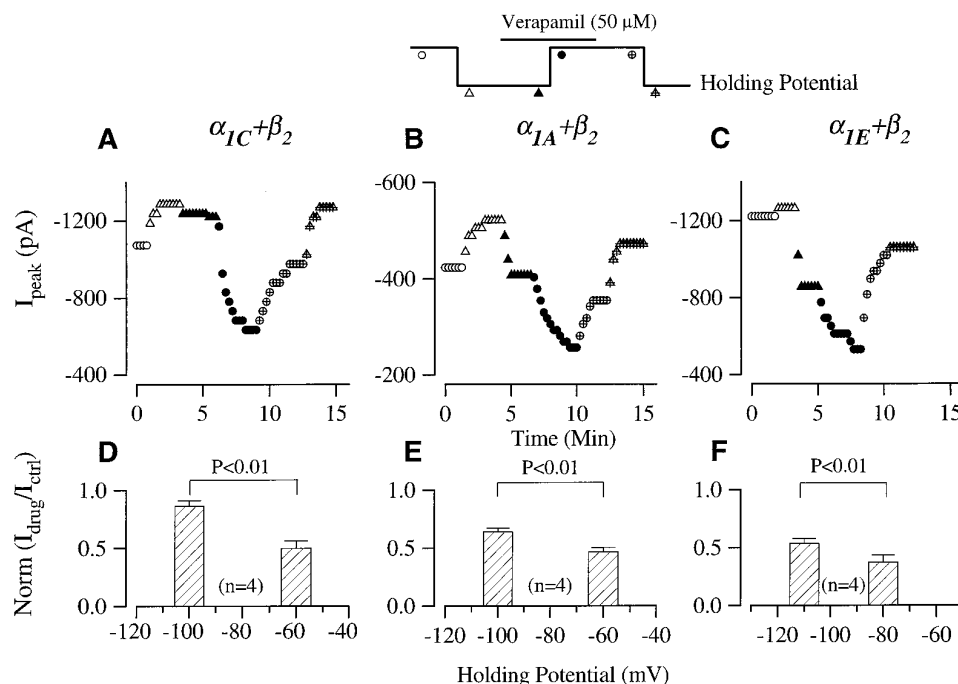 Verapamil (50 μM)
Holding Potential
A α1C+β2
B α1A+β2
C α1E+β2
Ipeak (pA)
-1200
-800
-400
0 5 10 15
-600
-400
-200
0 5 10 15
-1200
-800
-400
0 5 10 15
Time (Min)
D
E
F
Norm (Idrug/Ictrl)
P<0.01
1.0
0.5
0.0
(n=4)
-120 -100 -80 -60 -40
P<0.01
1.0
0.5
0.0
(n=4)
-120 -100 -80 -60 -40
P<0.01
1.0
0.5
0.0
(n=4)
-120 -100 -80 -60
Holding Potential (mV)